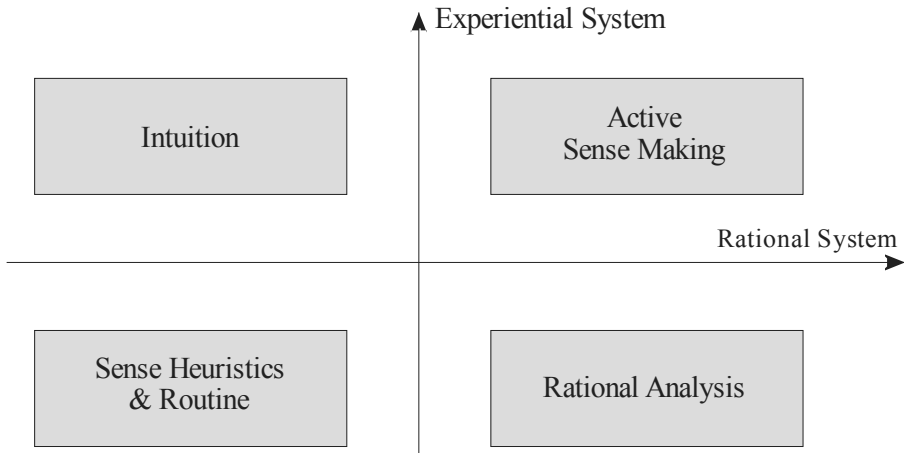 Experiential System
Intuition
Active
Sense Making
Rational System
Sense Heuristics
& Routine
Rational Analysis